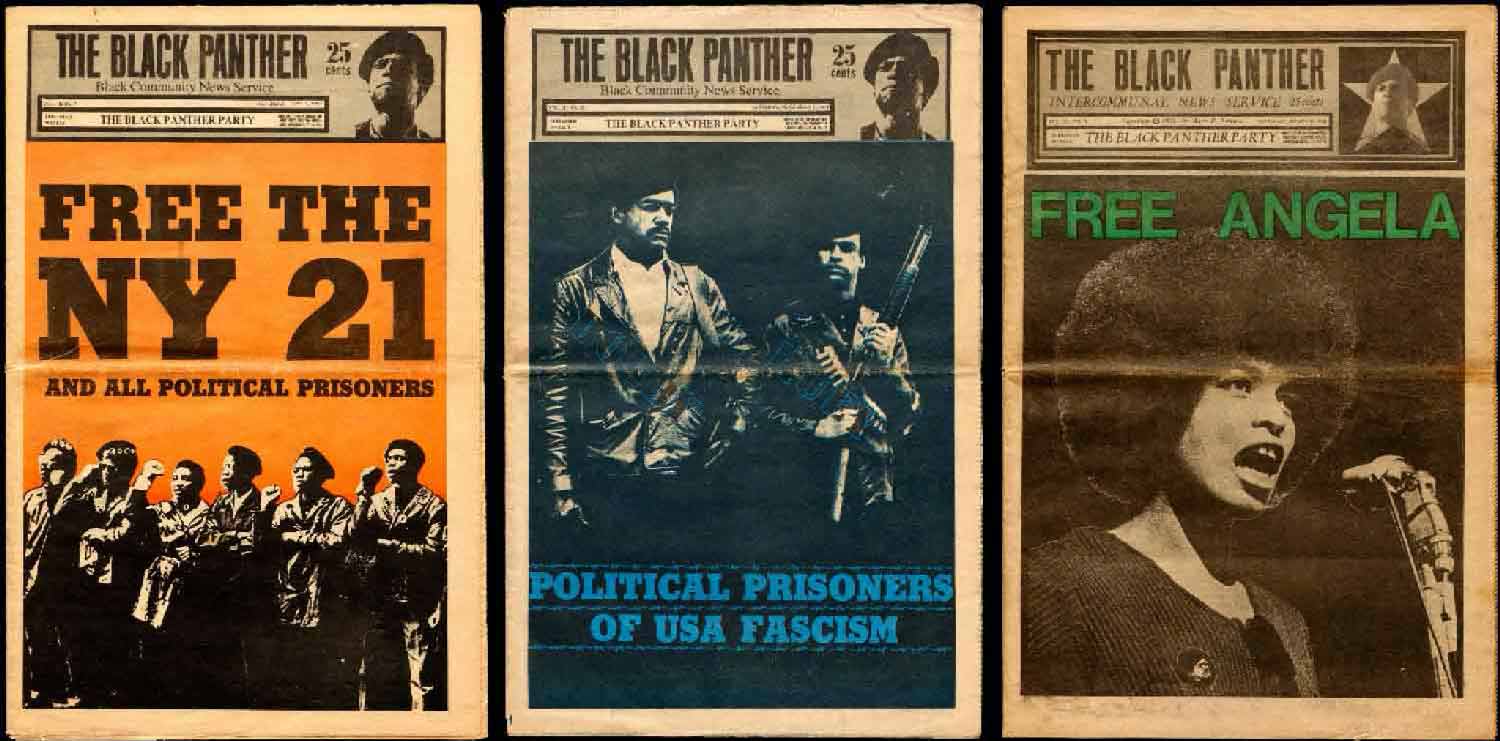 THE BLACK PANTHER
25
cents
Black Community News Service
THE BLACK PANTHER PARTY
FREE THE
NY 21
AND ALL POLITICAL PRISONERS
THE BLACK PANTHER
25
cents
Black Community News Service
THE BLACK PANTHER PARTY
POLITICAL PRISONERS
OF USA FASCISM
THE BLACK PANTHER
INTERCOMMUNAL NEWS SERVICE 25 cents
THE BLACK PANTHER PARTY
FREE ANGELA